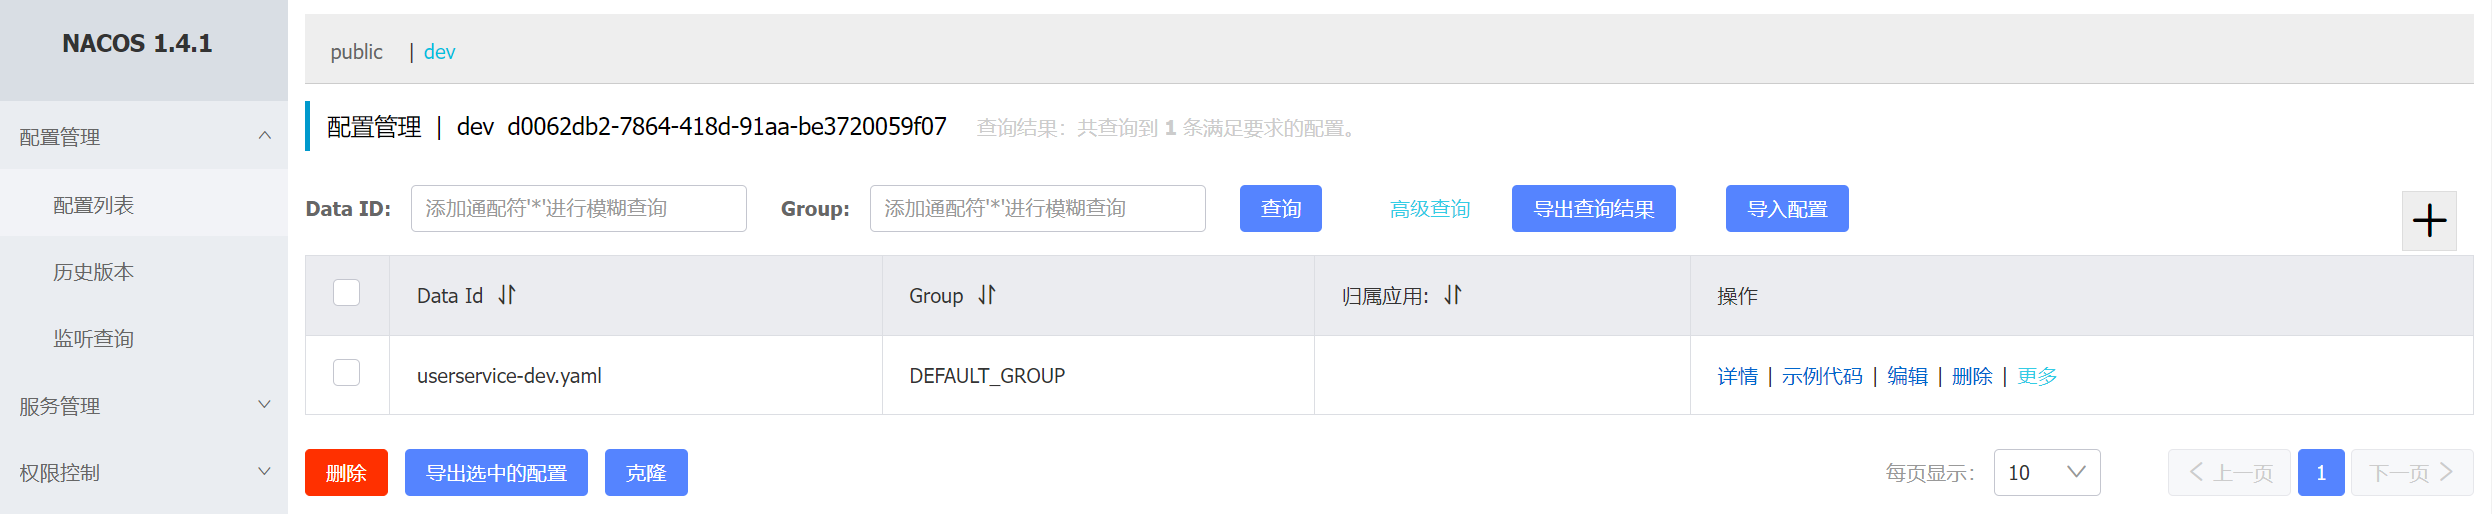 NACOS 1.4.1
配置管理
配置列表
历史版本
监听查询
服务管理
权限控制
public | dev
配置管理 | dev d0062db2-7864-418d-91aa-be3720059f07 查询结果：共查询到 1 条满足要求的配置。
Data ID: 添加通配符'*'进行模糊查询 Group: 添加通配符'*'进行模糊查询 查询 高级查询 导出查询结果 导入配置
Data Id Group 归属应用: 操作
userservice-dev.yaml DEFAULT_GROUP 详情 | 示例代码 | 编辑 | 删除 | 更多
删除 导出选中的配置 克隆 每页显示： 10 上一页 1 下一页